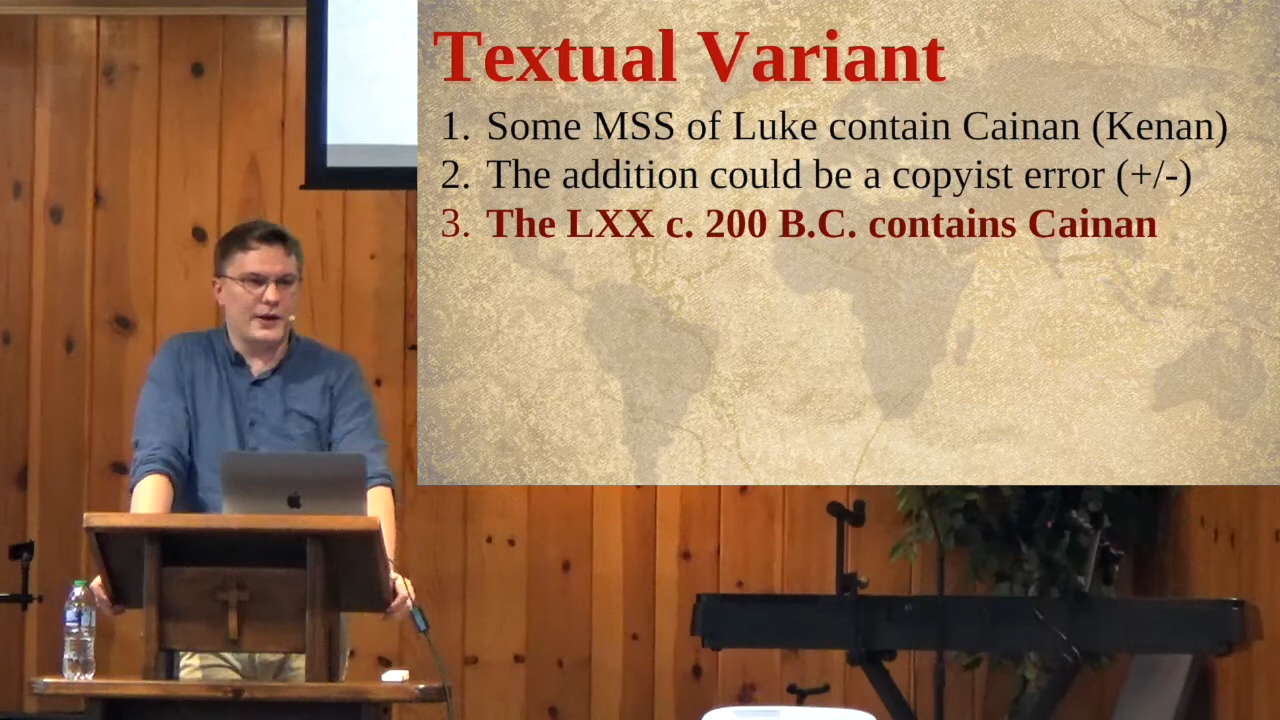 Textual Variant
1. Some MSS of Luke contain Cainan (Kenan)
2. The addition could be a copyist error (+/-)
3. The LXX c. 200 B.C. contains Cainan